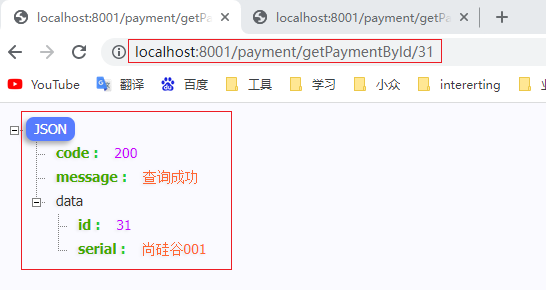 localhost:8001/payment/getPa
localhost:8001/payment/getPa
localhost:8001/payment/getPaymentById/31
YouTube 翻译 百度 工具 学习 小众 intererting
JSON
code : 200
message : 查询成功
data
id : 31
serial : 尚硅谷001